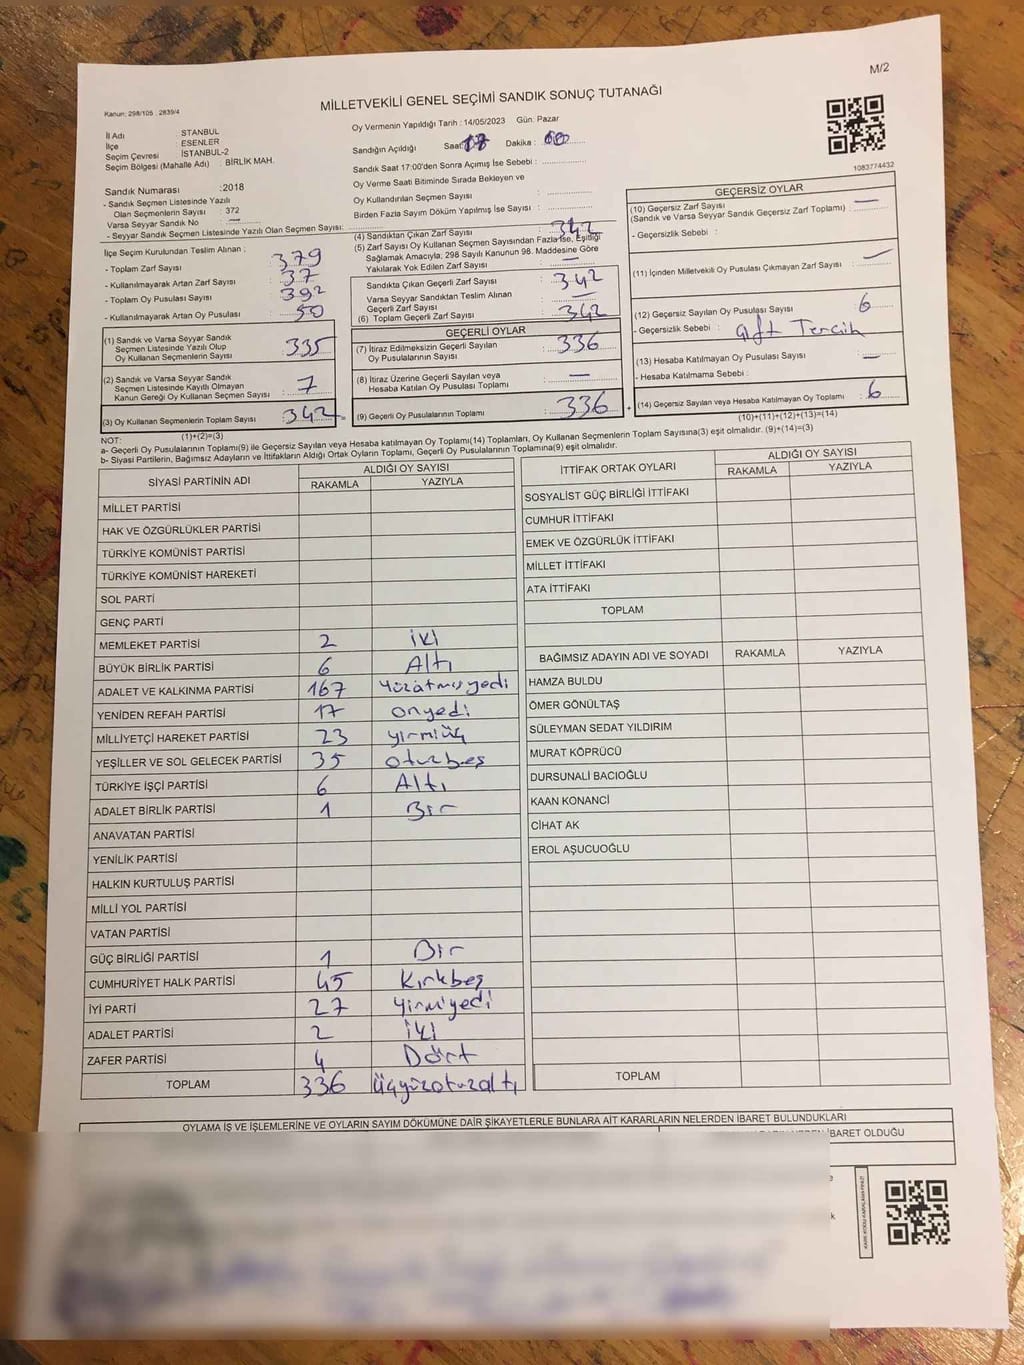 M/2
Kanun: 298/105 , 2839/4
MİLLETVEKİLİ GENEL SEÇİMİ SANDIK SONUÇ TUTANAĞI
İl Adı : STANBUL
İlçe : ESENLER
Seçim Çevresi : İSTANBUL-2
Seçim Bölgesi (Mahalle Adı) : BİRLİK MAH.
Sandık Numarası :2018
- Sandık Seçmen Listesinde Yazılı
Olan Seçmenlerin Sayısı : 372
Varsa Seyyar Sandık No : —
- Seyyar Sandık Seçmen Listesinde Yazılı Olan Seçmen Sayısı:
Oy Vermenin Yapıldığı Tarih : 14/05/2023 Gün: Pazar
Sandığın Açıldığı Saat 17 Dakika : 00
Sandık Saat 17:00'den Sonra Açımış İse Sebebi :
Oy Verme Saati Bitiminde Sırada Bekleyen ve
Oy Kullandırılan Seçmen Sayısı :
Birden Fazla Sayım Döküm Yapılmış İse Sayısı :
1083774432
İlçe Seçim Kurulundan Teslim Alınan :
- Toplam Zarf Sayısı : 379
- Kullanılmayarak Artan Zarf Sayısı : 37
- Toplam Oy Pusulası Sayısı : 392
- Kullanılmayarak Artan Oy Pusulası : 50
(1) Sandık ve Varsa Seyyar Sandık
Seçmen Listesinde Yazılı Olup
Oy Kullanan Seçmenlerin Sayısı : 335
(2) Sandık ve Varsa Seyyar Sandık
Seçmen Listesinde Kayıtlı Olmayan
Kanun Gereği Oy Kullanan Seçmen Sayısı : 7
(3) Oy Kullanan Seçmenlerin Toplam Sayısı : 342
(1)+(2)=(3)
(4) Sandıktan Çıkan Zarf Sayısı : 342
(5) Zarf Sayısı Oy Kullanan Seçmen Sayısından Fazla İse, Eşitliği
Sağlamak Amacıyla; 298 Sayılı Kanunun 98. Maddesine Göre
Yakılarak Yok Edilen Zarf Sayısı : —
Sandıkta Çıkan Geçerli Zarf Sayısı : 342
Varsa Seyyar Sandıktan Teslim Alınan
Geçerli Zarf Sayısı : —
(6) Toplam Geçerli Zarf Sayısı : 342
GEÇERLİ OYLAR
(7) İtiraz Edilmeksizin Geçerli Sayılan
Oy Pusulalarının Sayısı : 336
(8) İtiraz Üzerine Geçerli Sayılan veya
Hesaba Katılan Oy Pusulası Toplamı : —
(9) Geçerli Oy Pusulalarının Toplamı : 336
GEÇERSİZ OYLAR
(10) Geçersiz Zarf Sayısı : —
(Sandık ve Varsa Seyyar Sandık Geçersiz Zarf Toplamı)
- Geçersizlik Sebebi :
(11) İçinden Milletvekili Oy Pusulası Çıkmayan Zarf Sayısı : —
(12) Geçersiz Sayılan Oy Pusulası Sayısı : 6
- Geçersizlik Sebebi : Çift Tercih
(13) Hesaba Katılmayan Oy Pusulası Sayısı : —
- Hesaba Katılmama Sebebi :
(14) Geçersiz Sayılan veya Hesaba Katılmayan Oy Toplamı : 6
(10)+(11)+(12)+(13)=(14)
NOT:
a- Geçerli Oy Pusulalarının Toplamı(9) ile Geçersiz Sayılan veya Hesaba katılmayan Oy Toplamı(14) Toplamları, Oy Kullanan Seçmenlerin Toplam Sayısına(3) eşit olmalıdır. (9)+(14)=(3)
b- Siyasi Partilerin, Bağımsız Adayların ve İttifakların Aldığı Ortak Oyların Toplamı, Geçerli Oy Pusulalarının Toplamına(9) eşit olmalıdır.
SİYASİ PARTİNİN ADI ALDIĞI OY SAYISI
RAKAMLA YAZIYLA
MİLLET PARTİSİ
HAK VE ÖZGÜRLÜKLER PARTİSİ
TÜRKİYE KOMÜNİST PARTİSİ
TÜRKİYE KOMÜNİST HAREKETİ
SOL PARTİ
GENÇ PARTİ
MEMLEKET PARTİSİ 2 iki
BÜYÜK BİRLİK PARTİSİ 6 Altı
ADALET VE KALKINMA PARTİSİ 167 Yüzatmışyedi
YENİDEN REFAH PARTİSİ 17 onyedi
MİLLİYETÇİ HAREKET PARTİSİ 23 yirmiüç
YEŞİLLER VE SOL GELECEK PARTİSİ 35 otuzbeş
TÜRKİYE İŞÇİ PARTİSİ 6 Altı
ADALET BİRLİK PARTİSİ 1 Bir
ANAVATAN PARTİSİ
YENİLİK PARTİSİ
HALKIN KURTULUŞ PARTİSİ
MİLLİ YOL PARTİSİ
VATAN PARTİSİ
GÜÇ BİRLİĞİ PARTİSİ 1 Bir
CUMHURİYET HALK PARTİSİ 45 Kırkbeş
İYİ PARTİ 27 Yirmiyedi
ADALET PARTİSİ 2 iki
ZAFER PARTİSİ 4 Dört
TOPLAM 336 üçyüzotuzaltı
İTTİFAK ORTAK OYLARI ALDIĞI OY SAYISI
RAKAMLA YAZIYLA
SOSYALİST GÜÇ BİRLİĞİ İTTİFAKI
CUMHUR İTTİFAKI
EMEK VE ÖZGÜRLÜK İTTİFAKI
MİLLET İTTİFAKI
ATA İTTİFAKI
TOPLAM
BAĞIMSIZ ADAYIN ADI VE SOYADI RAKAMLA YAZIYLA
HAMZA BULDU
ÖMER GÖNÜLTAŞ
SÜLEYMAN SEDAT YILDIRIM
MURAT KÖPRÜCÜ
DURSUNALİ BACIOĞLU
KAAN KONANCİ
CİHAT AK
EROL AŞUCUOĞLU
TOPLAM
OYLAMA İŞ VE İŞLEMLERİNE VE OYLARIN SAYIM DÖKÜMÜNE DAİR ŞİKAYETLERLE BUNLARA AİT KARARLARIN NELERDEN İBARET BULUNDUKLARI
İBARET OLDUĞU